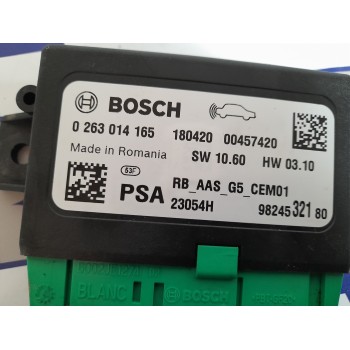 BOSCH
0 263 014 165 180420 00457420
Made in Romania SW 10.60 HW 03.10
63F
PSA RB_AAS_G5_CEM01
23054H 98245 321 80
BLANC BOSCH